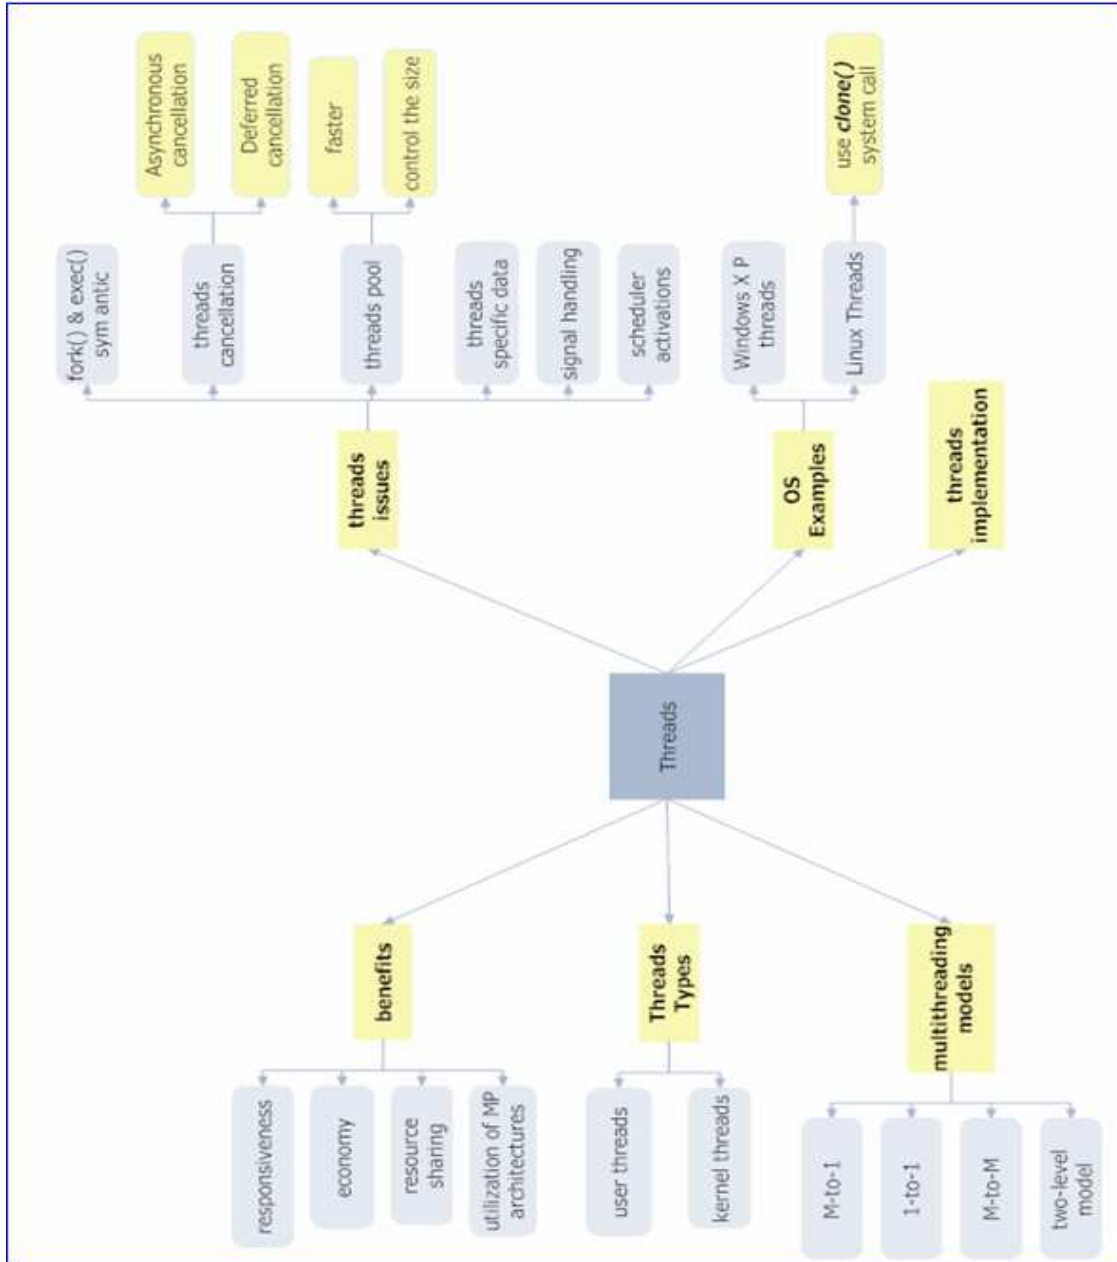 Threads
benefits
responsiveness
economy
resource
sharing
utilization of MP
architectures
Threads
Types
user threads
kernel threads
multithreading
models
M-to-1
1-to-1
M-to-M
two-level
model
threads
issues
fork() & exec()
sym antic
threads
cancellation
Asynchronous
cancellation
Deferred
cancellation
threads pool
faster
control the size
threads
specific data
signal handling
scheduler
activations
OS
Examples
Windows X P
threads
Linux Threads
use clone()
system call
threads
implementation